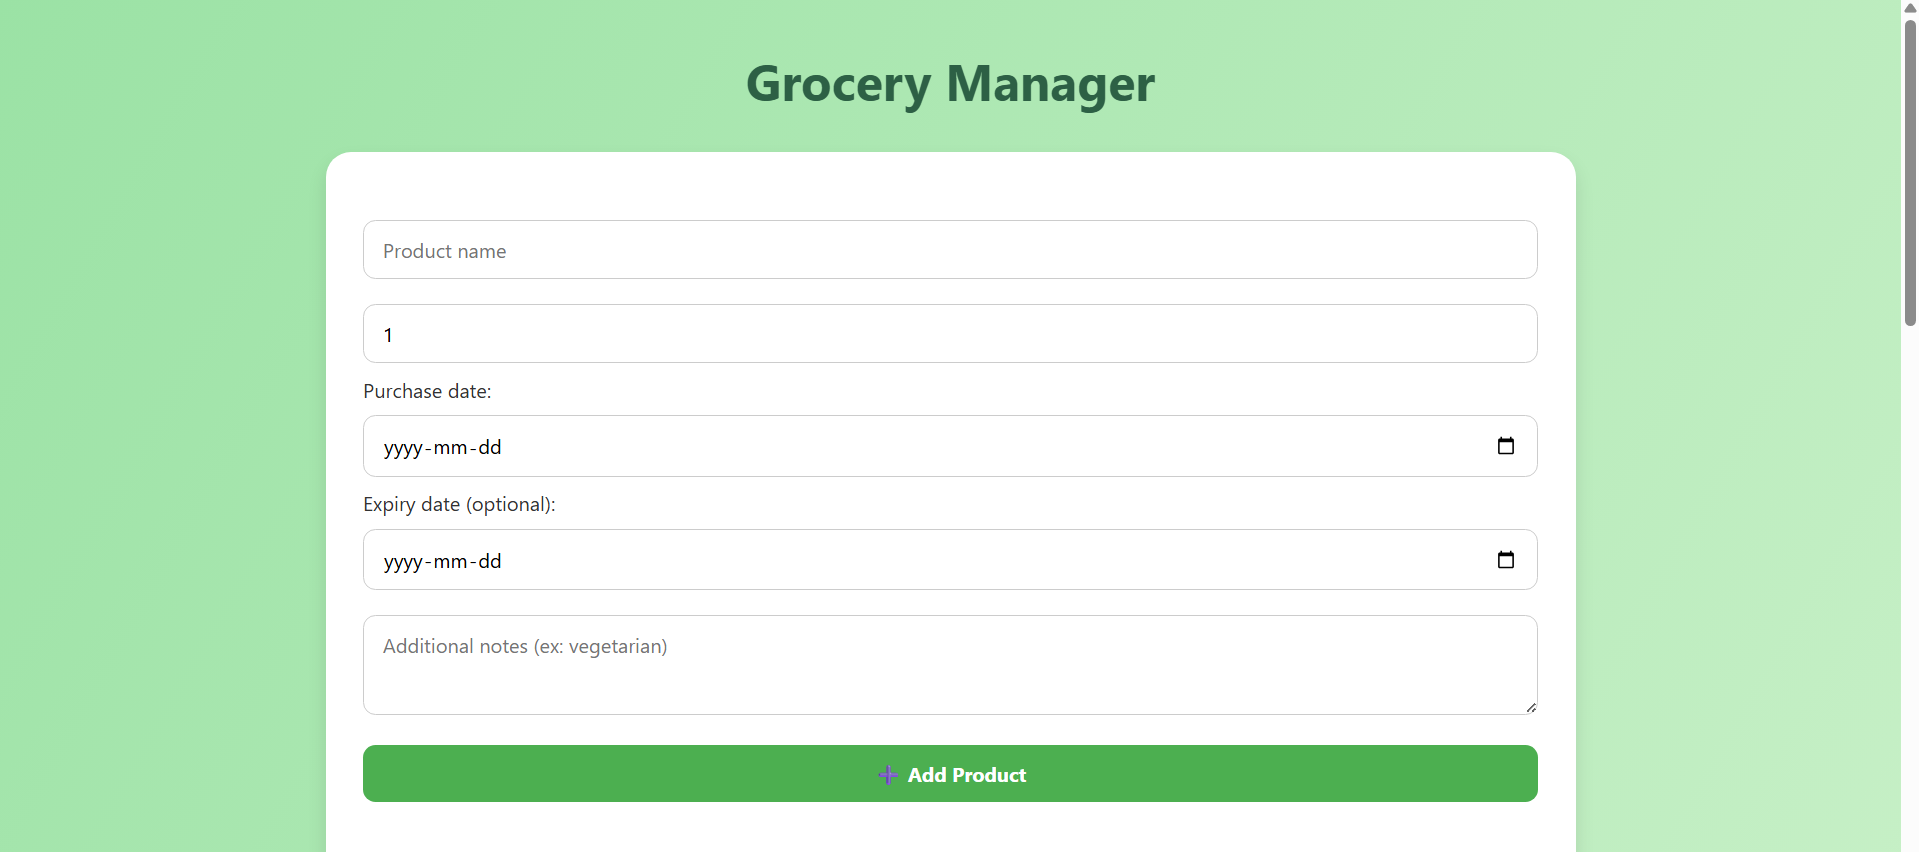 Grocery Manager
Product name
1
Purchase date:
yyyy-mm-dd
Expiry date (optional):
yyyy-mm-dd
Additional notes (ex: vegetarian)
➕ Add Product